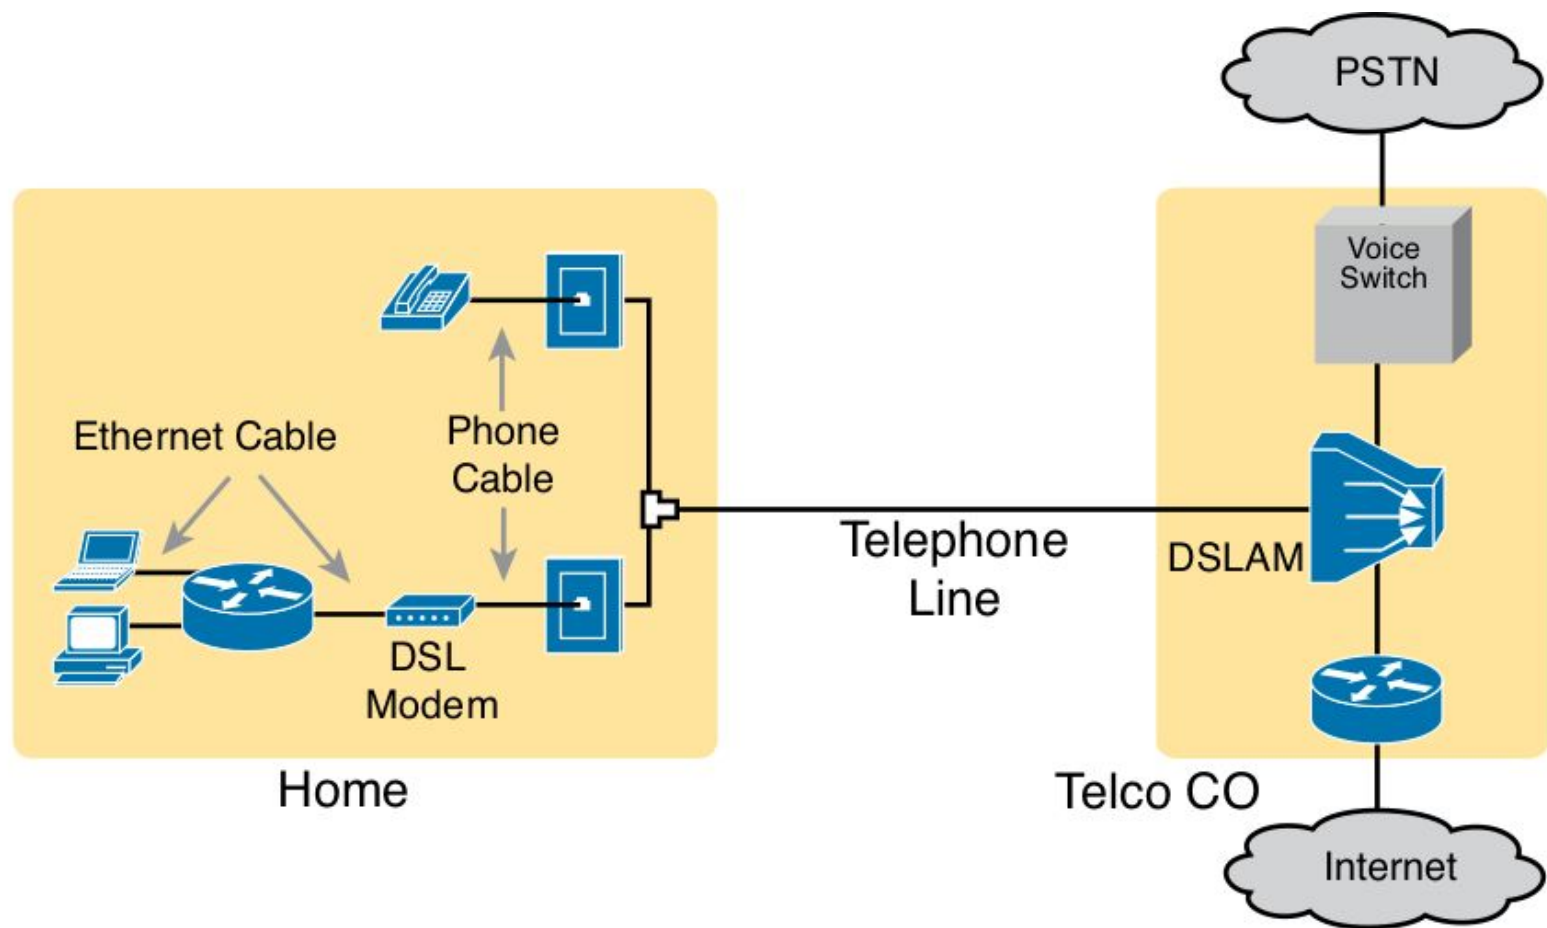 PSTN
Voice
Switch
Ethernet Cable
Phone
Cable
Telephone
Line
DSLAM
DSL
Modem
Home
Telco CO
Internet